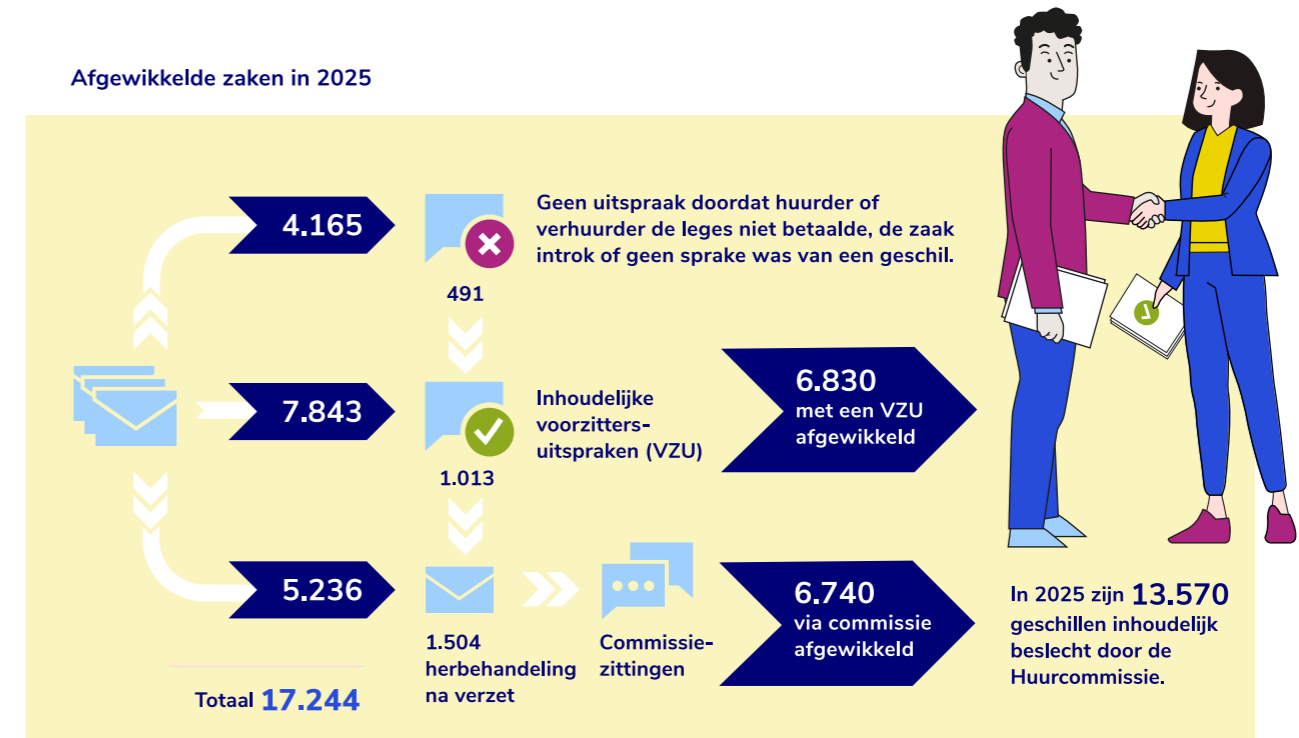 Afgewikkelde zaken in 2025
4.165
Geen uitspraak doordat huurder of
verhuurder de leges niet betaalde, de zaak
introk of geen sprake was van een geschil.
491
7.843
Inhoudelijke
voorzitters-
uitspraken (VZU)
6.830
met een VZU
afgewikkeld
1.013
5.236
1.504
herbehandeling
na verzet
Commissie-
zittingen
6.740
via commissie
afgewikkeld
In 2025 zijn 13.570
geschillen inhoudelijk
beslecht door de
Huurcommissie.
Totaal 17.244